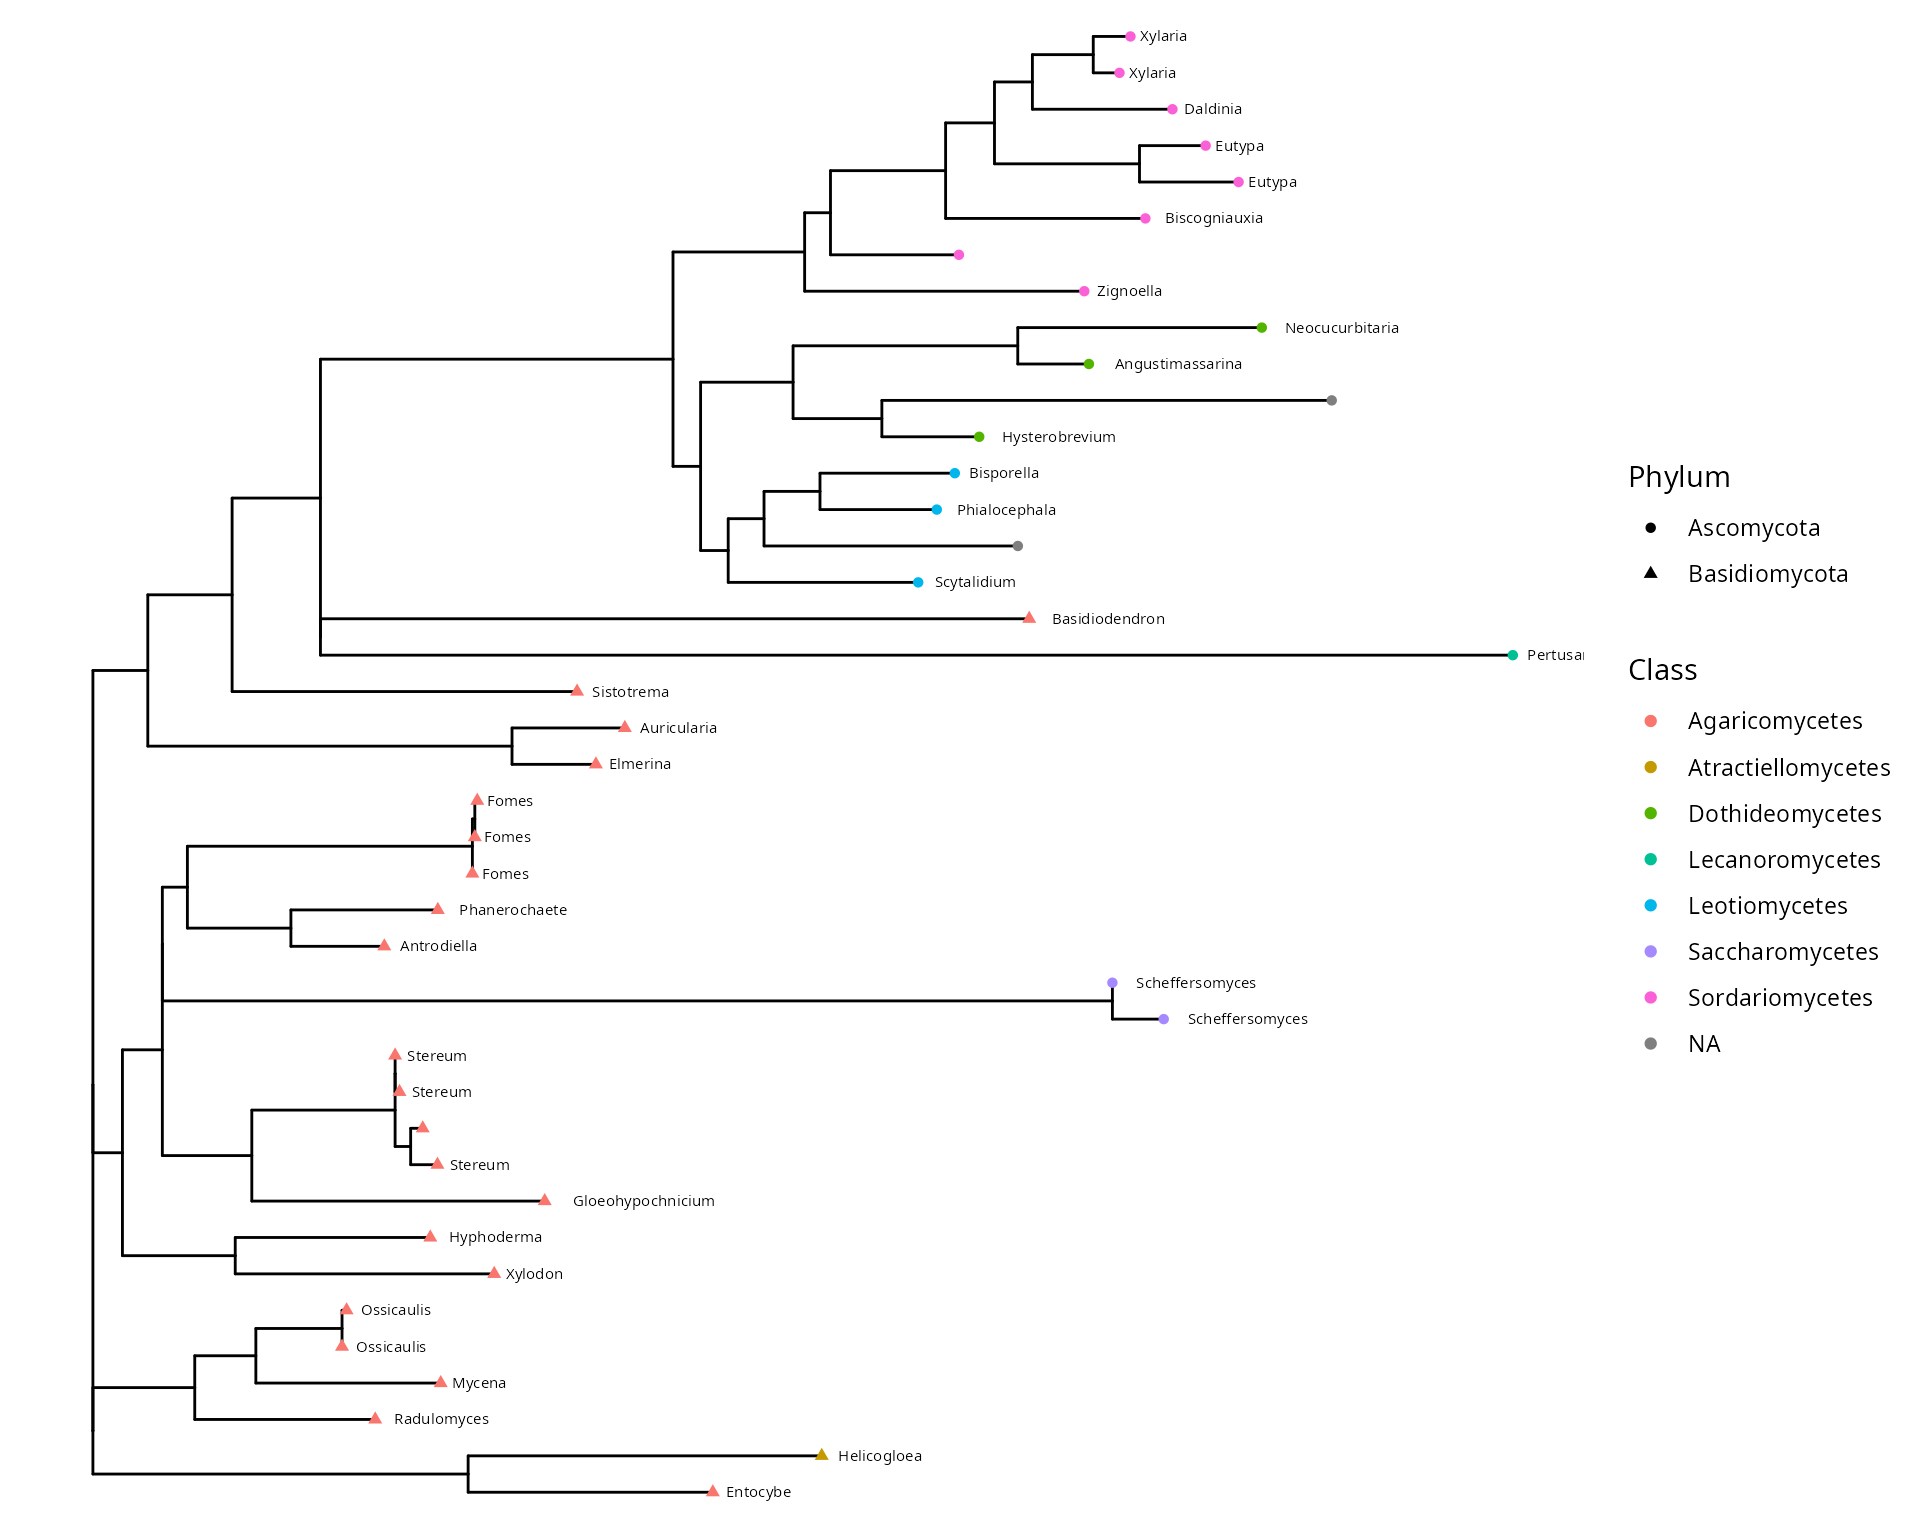 Xylaria
Xylaria
Daldinia
Eutypa
Eutypa
Biscogniauxia
Zignoella
Neocucurbitaria
Angustimassarina
Hysterobrevium
Bisporella
Phialocephala
Scytalidium
Basidiodendron
Sistotrema
Auricularia
Elmerina
Fomes
Fomes
Fomes
Phanerochaete
Antrodiella
Scheffersomyces
Scheffersomyces
Stereum
Stereum
Stereum
Gloeohypochnicium
Hyphoderma
Xylodon
Ossicaulis
Ossicaulis
Mycena
Radulomyces
Helicogloea
Entocybe
Phylum
Ascomycota
Basidiomycota
Class
Agaricomycetes
Atractiellomycetes
Dothideomycetes
Lecanoromycetes
Leotiomycetes
Saccharomycetes
Sordariomycetes
NA